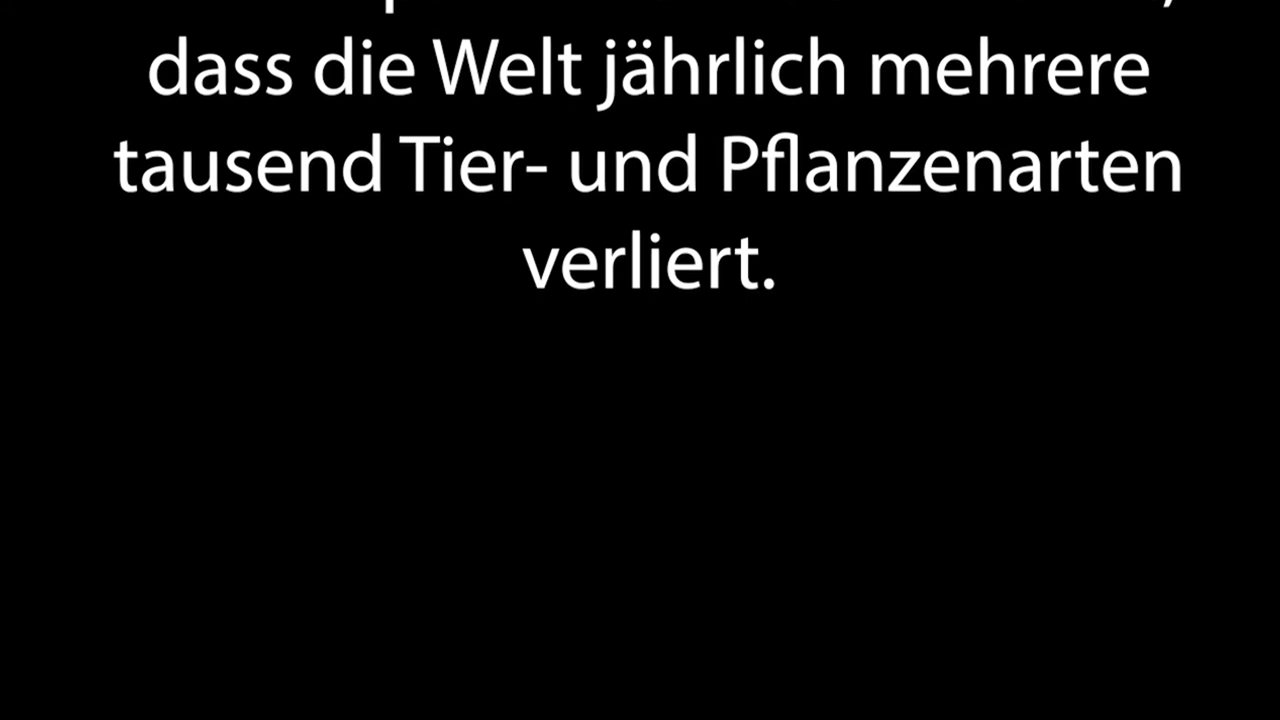 dass die Welt jährlich mehrere
tausend Tier- und Pflanzenarten
verliert.